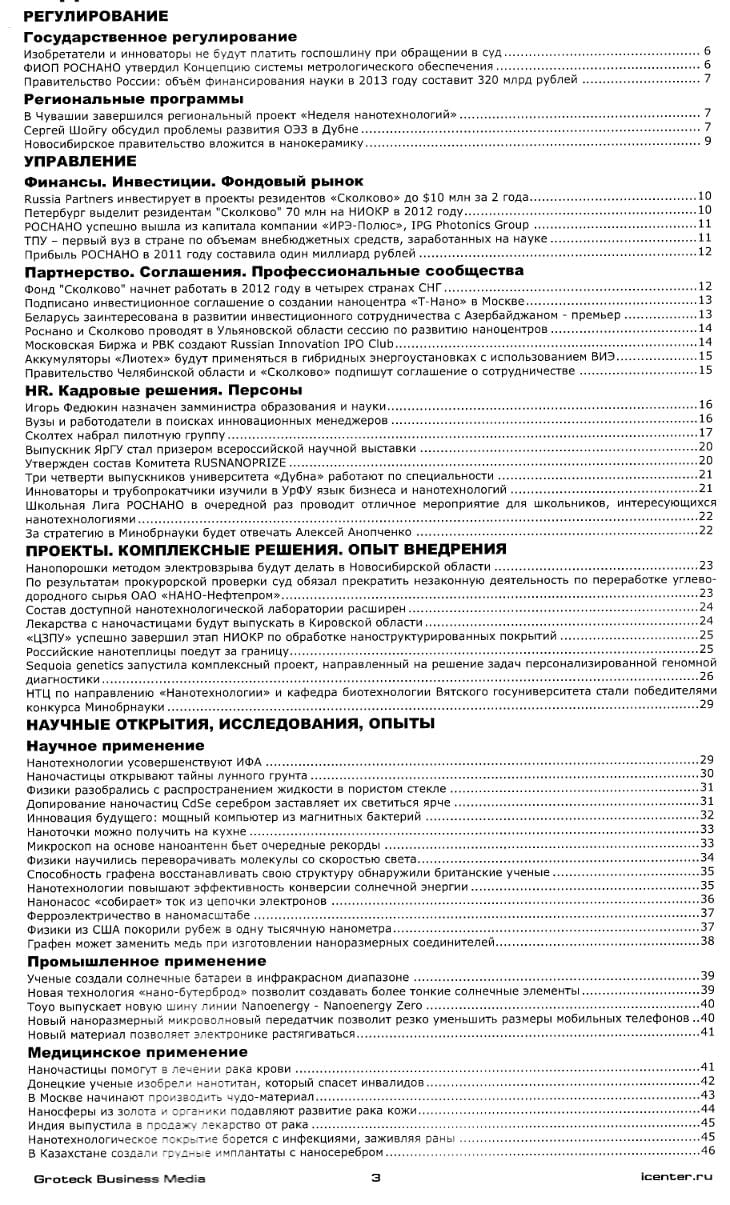 РЕГУЛИРОВАНИЕ
Государственное регулирование
Изобретатели и инноваторы не будут платить госпошлину при обращении в суд 6
ФИОП РОСНАНО утвердил Концепцию системы метрологического обеспечения 6
Правительство России: объём финансирования науки в 2013 году составит 320 млрд рублей 7
Региональные программы
В Чувашии завершился региональный проект «Неделя нанотехнологий» 7
Сергей Шойгу обсудил проблемы развития ОЭЗ в Дубне 7
Новосибирское правительство вложится в нанокерамику 9
УПРАВЛЕНИЕ
Финансы. Инвестиции. Фондовый рынок
Russia Partners инвестирует в проекты резидентов «Сколково» до $10 млн за 2 года 10
Петербург выделит резидентам "Сколково" 70 млн на НИОКР в 2012 году 10
РОСНАНО успешно вышла из капитала компании «ИРЭ-Полюс», IPG Photonics Group 11
ТПУ – первый вуз в стране по объемам внебюджетных средств, заработанных на науке 11
Прибыль РОСНАНО в 2011 году составила один миллиард рублей 12
Партнерство. Соглашения. Профессиональные сообщества
Фонд "Сколково" начнет работать в 2012 году в четырех странах СНГ 12
Подписано инвестиционное соглашение о создании наноцентра «Т-Нано» в Москве 13
Беларусь заинтересована в развитии инвестиционного сотрудничества с Азербайджаном - премьер 13
Роснано и Сколково проводят в Ульяновской области сессию по развитию наноцентров 14
Московская Биржа и РВК создают Russian Innovation IPO Club 14
Аккумуляторы «Лиотех» будут применяться в гибридных энергоустановках с использованием ВИЭ 15
Правительство Челябинской области и «Сколково» подпишут соглашение о сотрудничестве 15
HR. Кадровые решения. Персоны
Игорь Федюкин назначен замминистра образования и науки 16
Вузы и работодатели в поисках инновационных менеджеров 16
Сколтех набрал пилотную группу 17
Выпускник ЯрГУ стал призером всероссийской научной выставки 20
Утвержден состав Комитета RUSNANOPRIZE 20
Три четверти выпускников университета «Дубна» работают по специальности 21
Инноваторы и трубопрокатчики изучили в УрФУ язык бизнеса и нанотехнологий 21
Школьная Лига РОСНАНО в очередной раз проводит отличное мероприятие для школьников, интересующихся
нанотехнологиями 22
За стратегию в Минобрнауки будет отвечать Алексей Анопченко 22
ПРОЕКТЫ. КОМПЛЕКСНЫЕ РЕШЕНИЯ. ОПЫТ ВНЕДРЕНИЯ
Нанопорошки методом электровзрыва будут делать в Новосибирской области 23
По результатам прокурорской проверки суд обязал прекратить незаконную деятельность по переработке углево-
дородного сырья ОАО «НАНО-Нефтепром» 23
Состав доступной нанотехнологической лаборатории расширен 24
Лекарства с наночастицами будут выпускать в Кировской области 24
«ЦЗПУ» успешно завершил этап НИОКР по обработке наноструктурированных покрытий 25
Российские нанотеплицы поедут за границу 25
Sequoia genetics запустила комплексный проект, направленный на решение задач персонализированной геномной
диагностики 26
НТЦ по направлению «Нанотехнологии» и кафедра биотехнологии Вятского госуниверситета стали победителями
конкурса Минобрнауки 29
НАУЧНЫЕ ОТКРЫТИЯ, ИССЛЕДОВАНИЯ, ОПЫТЫ
Научное применение
Нанотехнологии усовершенствуют ИФА 29
Наночастицы открывают тайны лунного грунта 30
Физики разобрались с распространением жидкости в пористом стекле 31
Допирование наночастиц CdSe серебром заставляет их светиться ярче 31
Инновация будущего: мощный компьютер из магнитных бактерий 32
Наноточки можно получить на кухне 33
Микроскоп на основе наноантенн бьет очередные рекорды 33
Физики научились переворачивать молекулы со скоростью света 34
Способность графена восстанавливать свою структуру обнаружили британские ученые 35
Нанотехнологии повышают эффективность конверсии солнечной энергии 35
Нанонасос «собирает» ток из цепочки электронов 36
Ферроэлектричество в наномасштабе 37
Физики из США покорили рубеж в одну тысячную нанометра 37
Графен может заменить медь при изготовлении наноразмерных соединителей 38
Промышленное применение
Ученые создали солнечные батареи в инфракрасном диапазоне 39
Новая технология «нано-бутерброд» позволит создавать более тонкие солнечные элементы 39
Toyo выпускает новую шину линии Nanoenergy - Nanoenergy Zero 40
Новый наноразмерный микроволновый передатчик позволит резко уменьшить размеры мобильных телефонов 40
Новый материал позволяет электронике растягиваться 41
Медицинское применение
Наночастицы помогут в лечении рака крови 41
Донецкие ученые изобрели нанотитан, который спасет инвалидов 42
В Москве начинают производить чудо-материал 43
Наносферы из золота и органики подавляют развитие рака кожи 44
Индия выпустила в продажу лекарство от рака 45
Нанотехнологическое покрытие борется с инфекциями, заживляя раны 45
В Казахстане создали грудные имплантаты с наносеребром 46
Groteck Business Media 3 icenter.ru